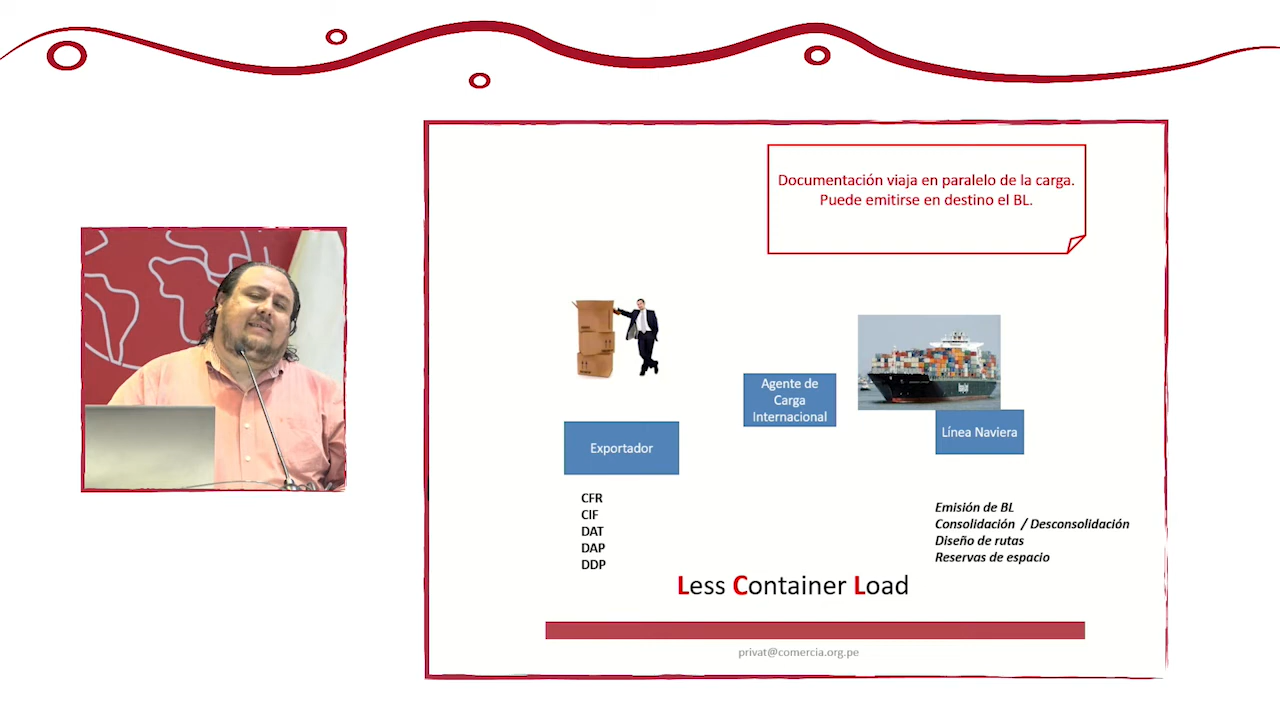 Documentación viaja en paralelo de la carga.
Puede emitirse en destino el BL.
Agente de
Carga
Internacional
Línea Naviera
Exportador
CFR
CIF
DAT
DAP
DDP
Emisión de BL
Consolidación / Desconsolidación
Diseño de rutas
Reservas de espacio
Less Container Load
privat@comercia.org.pe